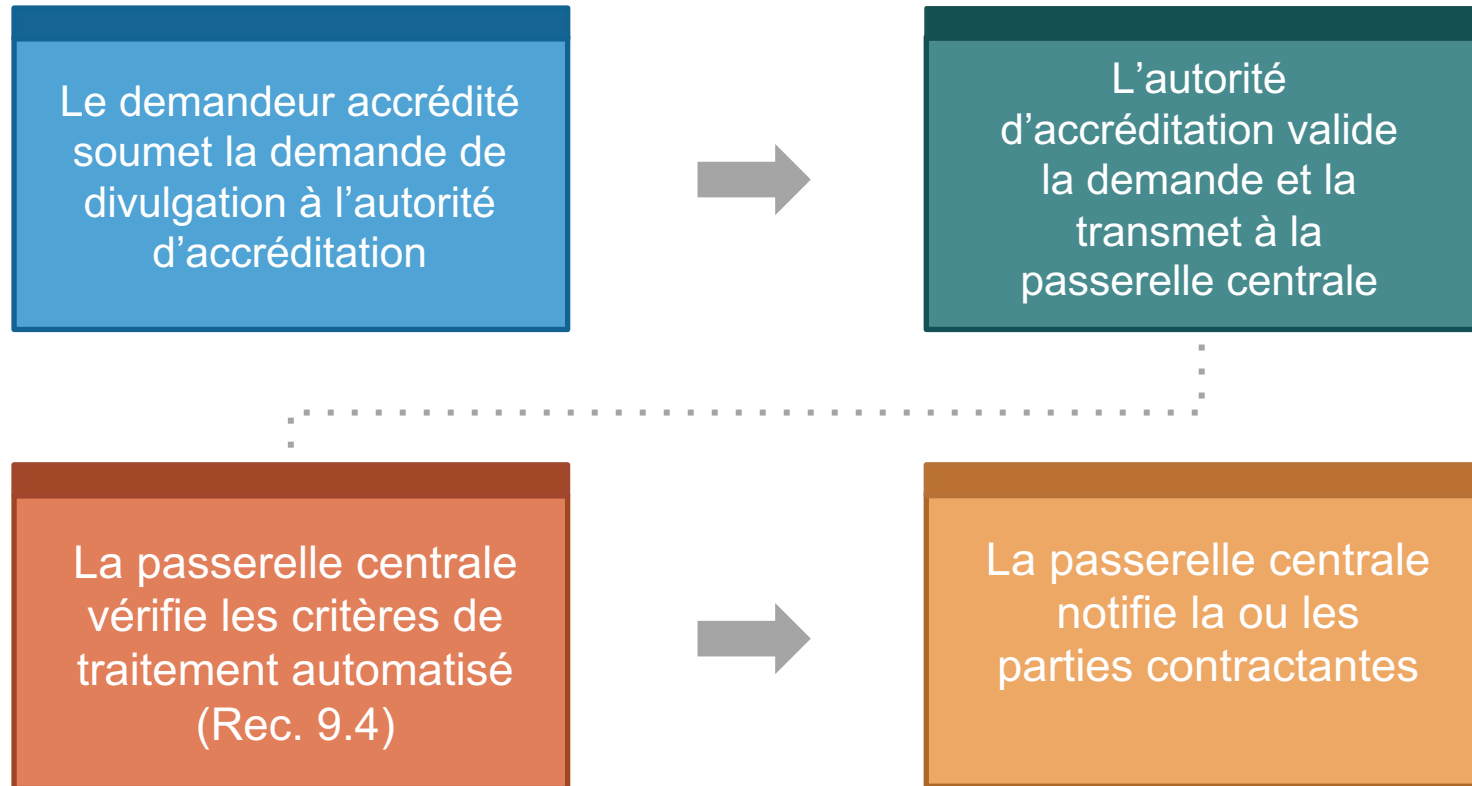 Le demandeur accrédité
soumet la demande de
divulgation à l’autorité
d’accréditation
L’autorité
d’accréditation valide
la demande et la
transmet à la
passerelle centrale
La passerelle centrale
vérifie les critères de
traitement automatisé
(Rec. 9.4)
La passerelle centrale
notifie la ou les
parties contractantes